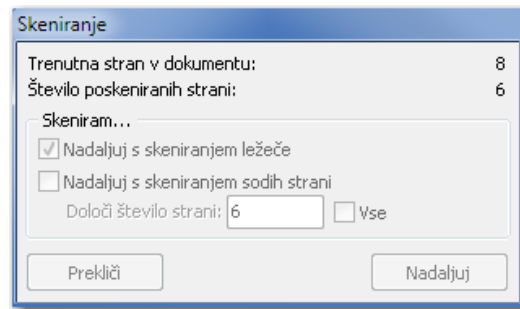 Skeniranje
Trenutna stran v dokumentu: 8
Število poskeniranih strani: 6
Skeniram...
Nadaljuj s skeniranjem ležeče
Nadaljuj s skeniranjem sodih strani
Določi število strani: 6 Vse
Prekliči Nadaljuj